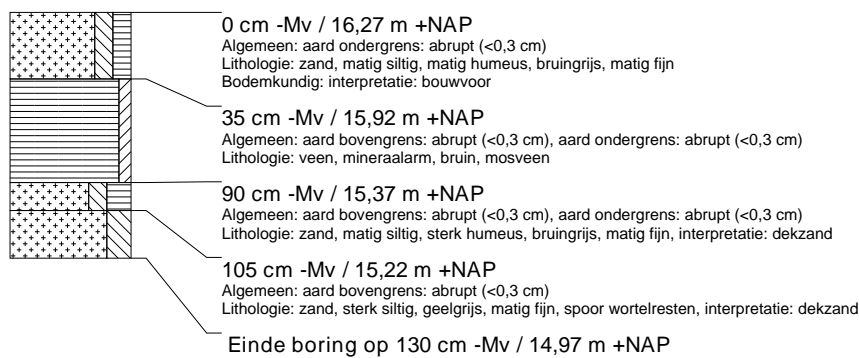 0 cm -Mv / 16,27 m +NAP
Algemeen: aard ondergrens: abrupt (<0,3 cm)
Lithologie: zand, matig siltig, matig humeus, bruingrijs, matig fijn
Bodemkundig: interpretatie: bouwvoor
35 cm -Mv / 15,92 m +NAP
Algemeen: aard bovengrens: abrupt (<0,3 cm), aard ondergrens: abrupt (<0,3 cm)
Lithologie: veen, mineraalarm, bruin, mosveen
90 cm -Mv / 15,37 m +NAP
Algemeen: aard bovengrens: abrupt (<0,3 cm), aard ondergrens: abrupt (<0,3 cm)
Lithologie: zand, matig siltig, sterk humeus, bruingrijs, matig fijn, interpretatie: dekzand
105 cm -Mv / 15,22 m +NAP
Algemeen: aard bovengrens: abrupt (<0,3 cm)
Lithologie: zand, sterk siltig, geelgrijs, matig fijn, spoor wortelresten, interpretatie: dekzand
Einde boring op 130 cm -Mv / 14,97 m +NAP